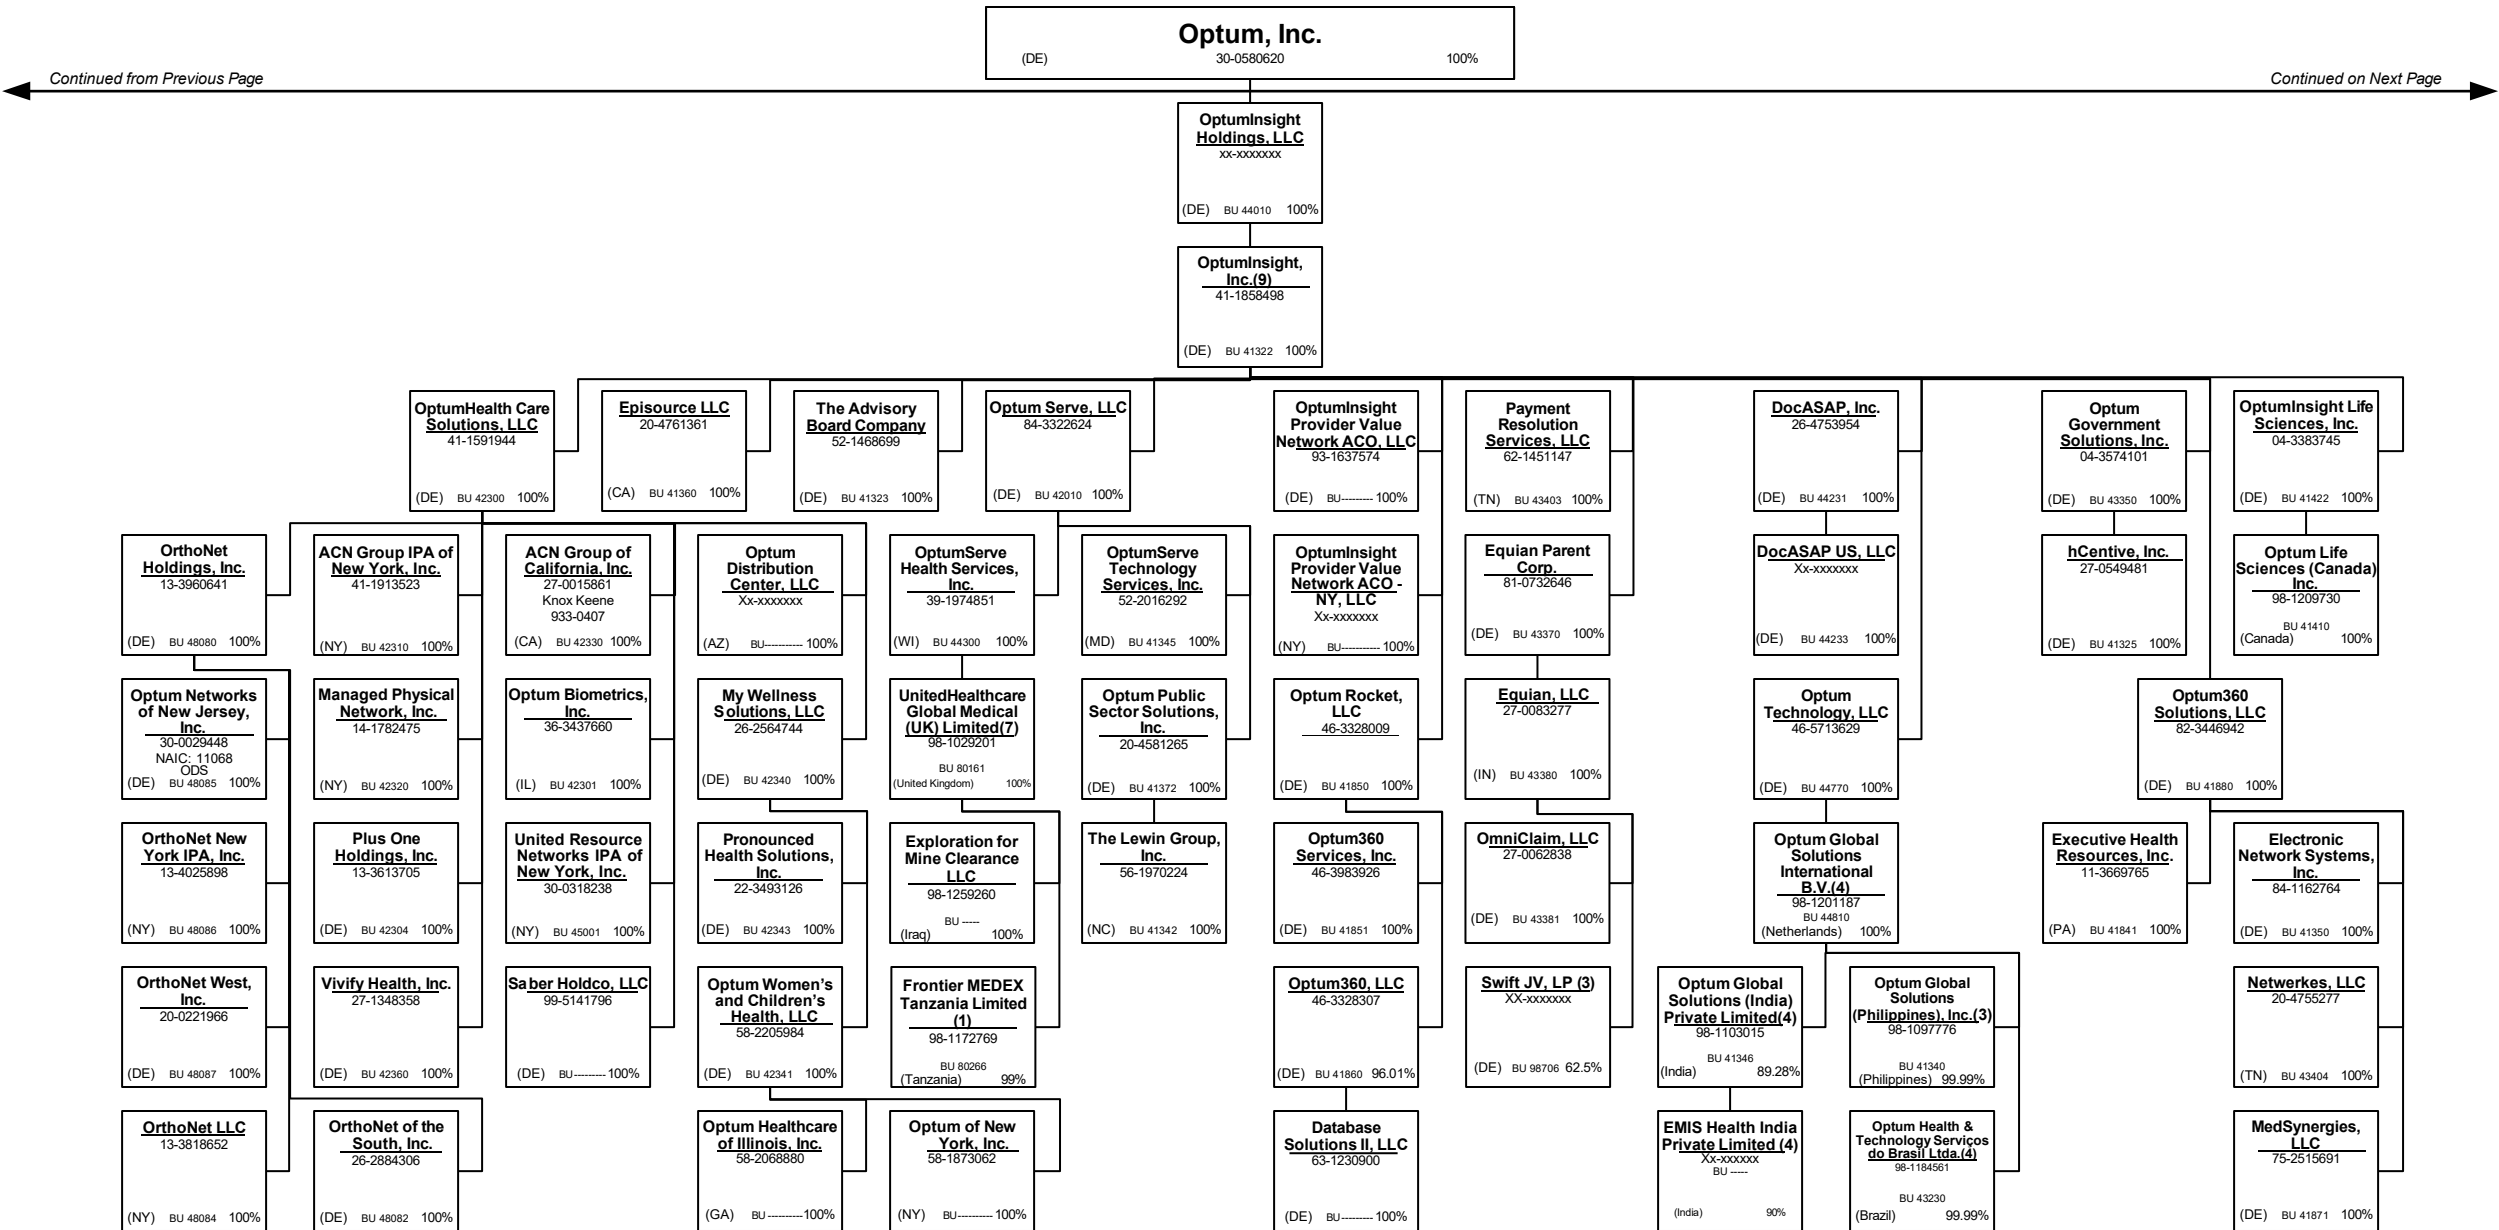 Optum, Inc.
(DE) 30-0580620 100%
Continued from Previous Page
Continued on Next Page
OptumInsight
Holdings, LLC
xx-xxxxxxx
(DE) BU 44010 100%
OptumInsight,
Inc.(9)
41-1858498
(DE) BU 41322 100%
OptumHealth Care
Solutions, LLC
41-1591944
(DE) BU 42300 100%
Episource LLC
20-4761361
(CA) BU 41360 100%
The Advisory
Board Company
52-1468699
(DE) BU 41323 100%
Optum Serve, LLC
84-3322624
(DE) BU 42010 100%
OptumInsight
Provider Value
Network ACO, LLC
93-1637574
(DE) BU--------- 100%
Payment
Resolution
Services, LLC
62-1451147
(TN) BU 43403 100%
DocASAP, Inc.
26-4753954
(DE) BU 44231 100%
Optum
Government
Solutions, Inc.
04-3574101
(DE) BU 43350 100%
OptumInsight Life
Sciences, Inc.
04-3383745
(DE) BU 41422 100%
OrthoNet
Holdings, Inc.
13-3960641
(DE) BU 48080 100%
ACN Group IPA of
New York, Inc.
41-1913523
(NY) BU 42310 100%
ACN Group of
California, Inc.
27-0015861
Knox Keene
933-0407
(CA) BU 42330 100%
Optum
Distribution
Center, LLC
Xx-xxxxxxx
(AZ) BU----------- 100%
OptumServe
Health Services,
Inc.
39-1974851
(WI) BU 44300 100%
OptumServe
Technology
Services, Inc.
52-2016292
(MD) BU 41345 100%
OptumInsight
Provider Value
Network ACO -
NY, LLC
Xx-xxxxxxx
(NY) BU----------- 100%
Equian Parent
Corp.
81-0732646
(DE) BU 43370 100%
DocASAP US, LLC
Xx-xxxxxxx
(DE) BU 44233 100%
hCentive, Inc.
27-0549481
(DE) BU 41325 100%
Optum Life
Sciences (Canada)
Inc.
98-1209730
BU 41410
(Canada) 100%
Optum Networks
of New Jersey,
Inc.
30-0029448
NAIC: 11068
ODS
(DE) BU 48085 100%
Managed Physical
Network, Inc.
14-1782475
(NY) BU 42320 100%
Optum Biometrics,
Inc.
36-3437660
(IL) BU 42301 100%
My Wellness
Solutions, LLC
26-2564744
(DE) BU 42340 100%
UnitedHealthcare
Global Medical
(UK) Limited(7)
98-1029201
BU 80161
(United Kingdom) 100%
Optum Public
Sector Solutions,
Inc.
20-4581265
(DE) BU 41372 100%
Optum Rocket,
LLC
46-3328009
(DE) BU 41850 100%
Equian, LLC
27-0083277
(IN) BU 43380 100%
Optum
Technology, LLC
46-5713629
(DE) BU 44770 100%
Optum360
Solutions, LLC
82-3446942
(DE) BU 41880 100%
OrthoNet New
York IPA, Inc.
13-4025898
(NY) BU 48086 100%
Plus One
Holdings, Inc.
13-3613705
(DE) BU 42304 100%
United Resource
Networks IPA of
New York, Inc.
30-0318238
(NY) BU 45001 100%
Pronounced
Health Solutions,
Inc.
22-3493126
(DE) BU 42343 100%
Exploration for
Mine Clearance
LLC
98-1259260
BU -----
(Iraq) 100%
The Lewin Group,
Inc.
56-1970224
(NC) BU 41342 100%
Optum360
Services, Inc.
46-3983926
(DE) BU 41851 100%
OmniClaim, LLC
27-0062838
(DE) BU 43381 100%
Optum Global
Solutions
International
B.V.(4)
98-1201187
BU 44810
(Netherlands) 100%
Executive Health
Resources, Inc.
11-3669765
(PA) BU 41841 100%
Electronic
Network Systems,
Inc.
84-1162764
(DE) BU 41350 100%
OrthoNet West,
Inc.
20-0221966
(DE) BU 48087 100%
Vivify Health, Inc.
27-1348358
(DE) BU 42360 100%
Saber Holdco, LLC
99-5141796
(DE) BU--------- 100%
Optum Women's
and Children's
Health, LLC
58-2205984
(DE) BU 42341 100%
Frontier MEDEX
Tanzania Limited
(1)
98-1172769
BU 80266
(Tanzania) 99%
Optum360, LLC
46-3328307
(DE) BU 41860 96.01%
Swift JV, LP (3)
XX-xxxxxxx
(DE) BU 98706 62.5%
Optum Global
Solutions (India)
Private Limited(4)
98-1103015
BU 41346
(India) 89.28%
Optum Global
Solutions
(Philippines), Inc.(3)
98-1097776
BU 41340
(Philippines) 99.99%
Netwerkes, LLC
20-4755277
(TN) BU 43404 100%
OrthoNet LLC
13-3818652
(NY) BU 48084 100%
OrthoNet of the
South, Inc.
26-2884306
(DE) BU 48082 100%
Optum Healthcare
of Illinois, Inc.
58-2068880
(GA) BU ---------- 100%
Optum of New
York, Inc.
58-1873062
(NY) BU---------- 100%
Database
Solutions II, LLC
63-1230900
(DE) BU--------- 100%
EMIS Health India
Private Limited (4)
Xx-xxxxxx
BU -----
(India) 90%
Optum Health &
Technology Serviços
do Brasil Ltda.(4)
98-1184561
BU 43230
(Brazil) 99.99%
MedSynergies,
LLC
75-2515691
(DE) BU 41871 100%